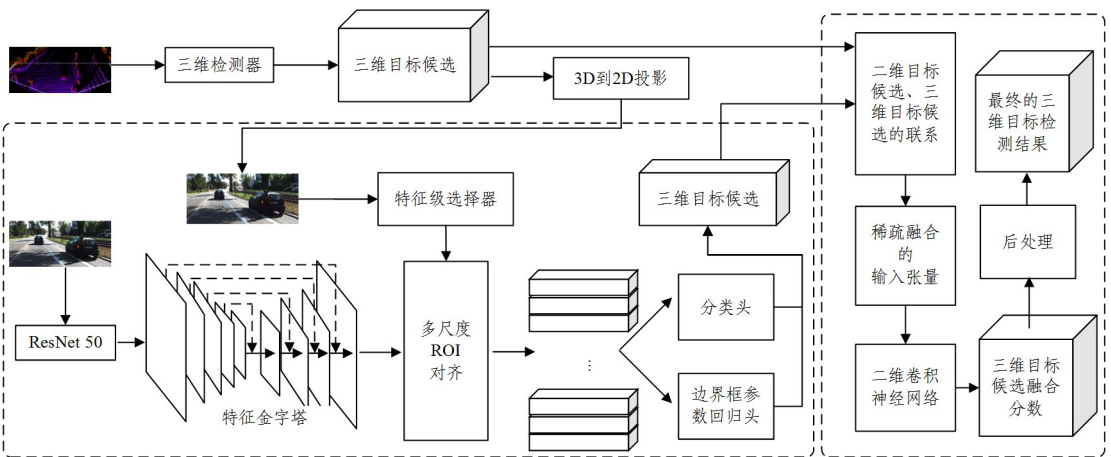 三维检测器
三维目标候选
3D到2D投影
特征级选择器
ResNet 50
特征金字塔
多尺度
ROI
对齐
...
三维目标候选
分类头
边界框参
数回归头
二维目标
候选、三
维目标候
选的联系
稀疏融合
的
输入张量
二维卷积
神经网络
三维目标
候选融合
分数
后处理
最终的三
维目标检
测结果